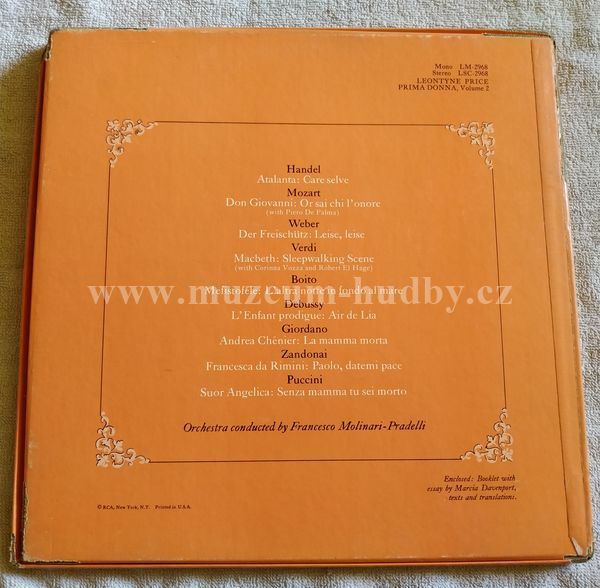 Mono LM-2968
Stereo LSC-2968
LEONTYNE PRICE
PRIMA DONNA, Volume 2
Handel
Atalanta: Care selve
Mozart
Don Giovanni: Or sai chi l'onore
(with Piero De Palma)
Weber
Der Freischütz: Leise, leise
Verdi
Macbeth: Sleepwalking Scene
(with Corinna Vozza and Robert El Hage)
Boito
Mefistofele: L'altra notte in fondo al mare
www.muzeum-hudby.cz
Debussy
L'Enfant prodigue: Air de Lia
Giordano
Andrea Chénier: La mamma morta
Zandonai
Francesca da Rimini: Paolo, datemi pace
Puccini
Suor Angelica: Senza mamma tu sei morto
Orchestra conducted by Francesco Molinari-Pradelli
Enclosed: Booklet with
essay by Marcia Davenport,
texts and translations.
© RCA, New York, N.Y. Printed in U.S.A.